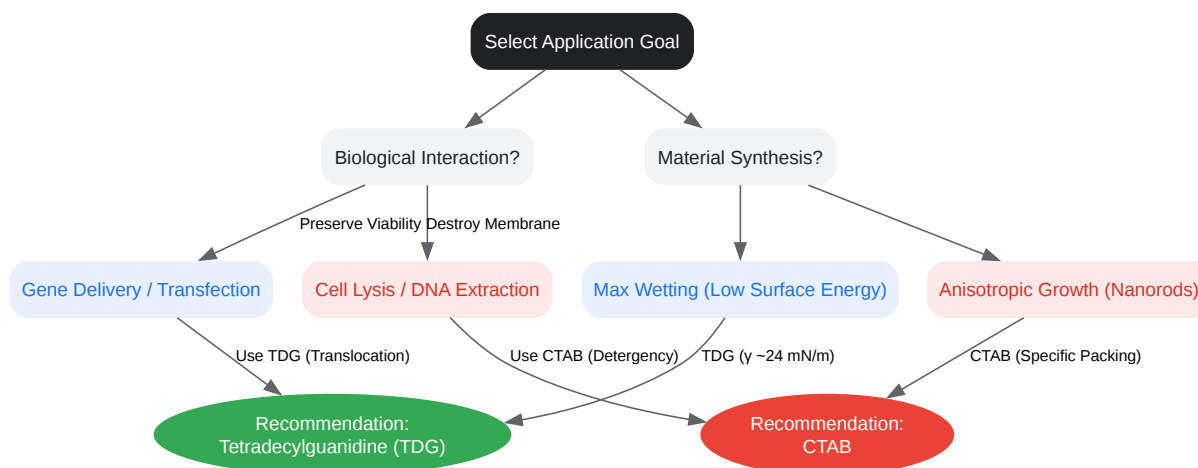 Select Application Goal
Biological Interaction?
Material Synthesis?
Preserve Viability
Destroy Membrane
Gene Delivery / Transfection
Cell Lysis / DNA Extraction
Max Wetting (Low Surface Energy)
Anisotropic Growth (Nanorods)
Use TDG (Translocation)
Use CTAB (Detergency)
TDG (γ ~24 mN/m)
CTAB (Specific Packing)
Recommendation:
Tetradecylguanidine (TDG)
Recommendation:
CTAB